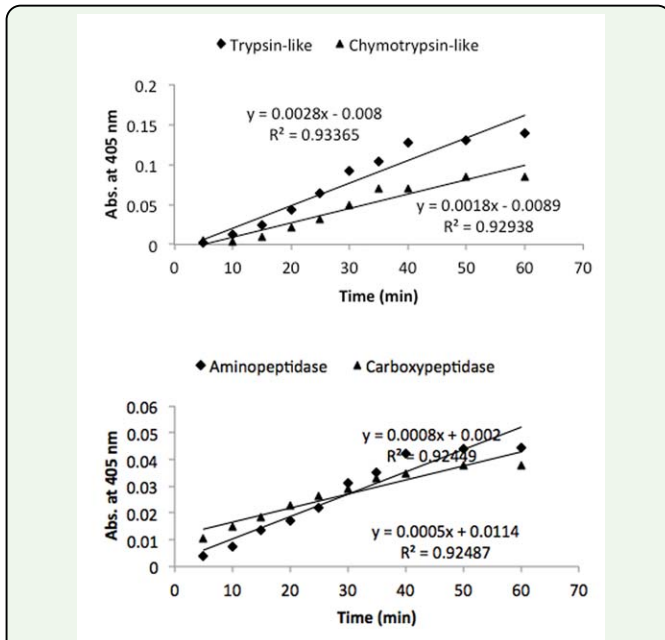 Trypsin-like Chymotrypsin-like
0.2
0.15
0.1
0.05
0
Abs. at 405 nm
y = 0.0028x - 0.008
R² = 0.93365
y = 0.0018x - 0.0089
R² = 0.92938
0 10 20 30 40 50 60 70
Time (min)
Aminopeptidase Carboxypeptidase
0.06
0.05
0.04
0.03
0.02
0.01
0
Abs. at 405 nm
y = 0.0008x + 0.002
R² = 0.92449
y = 0.0005x + 0.0114
R² = 0.92487
0 10 20 30 40 50 60 70
Time (min)